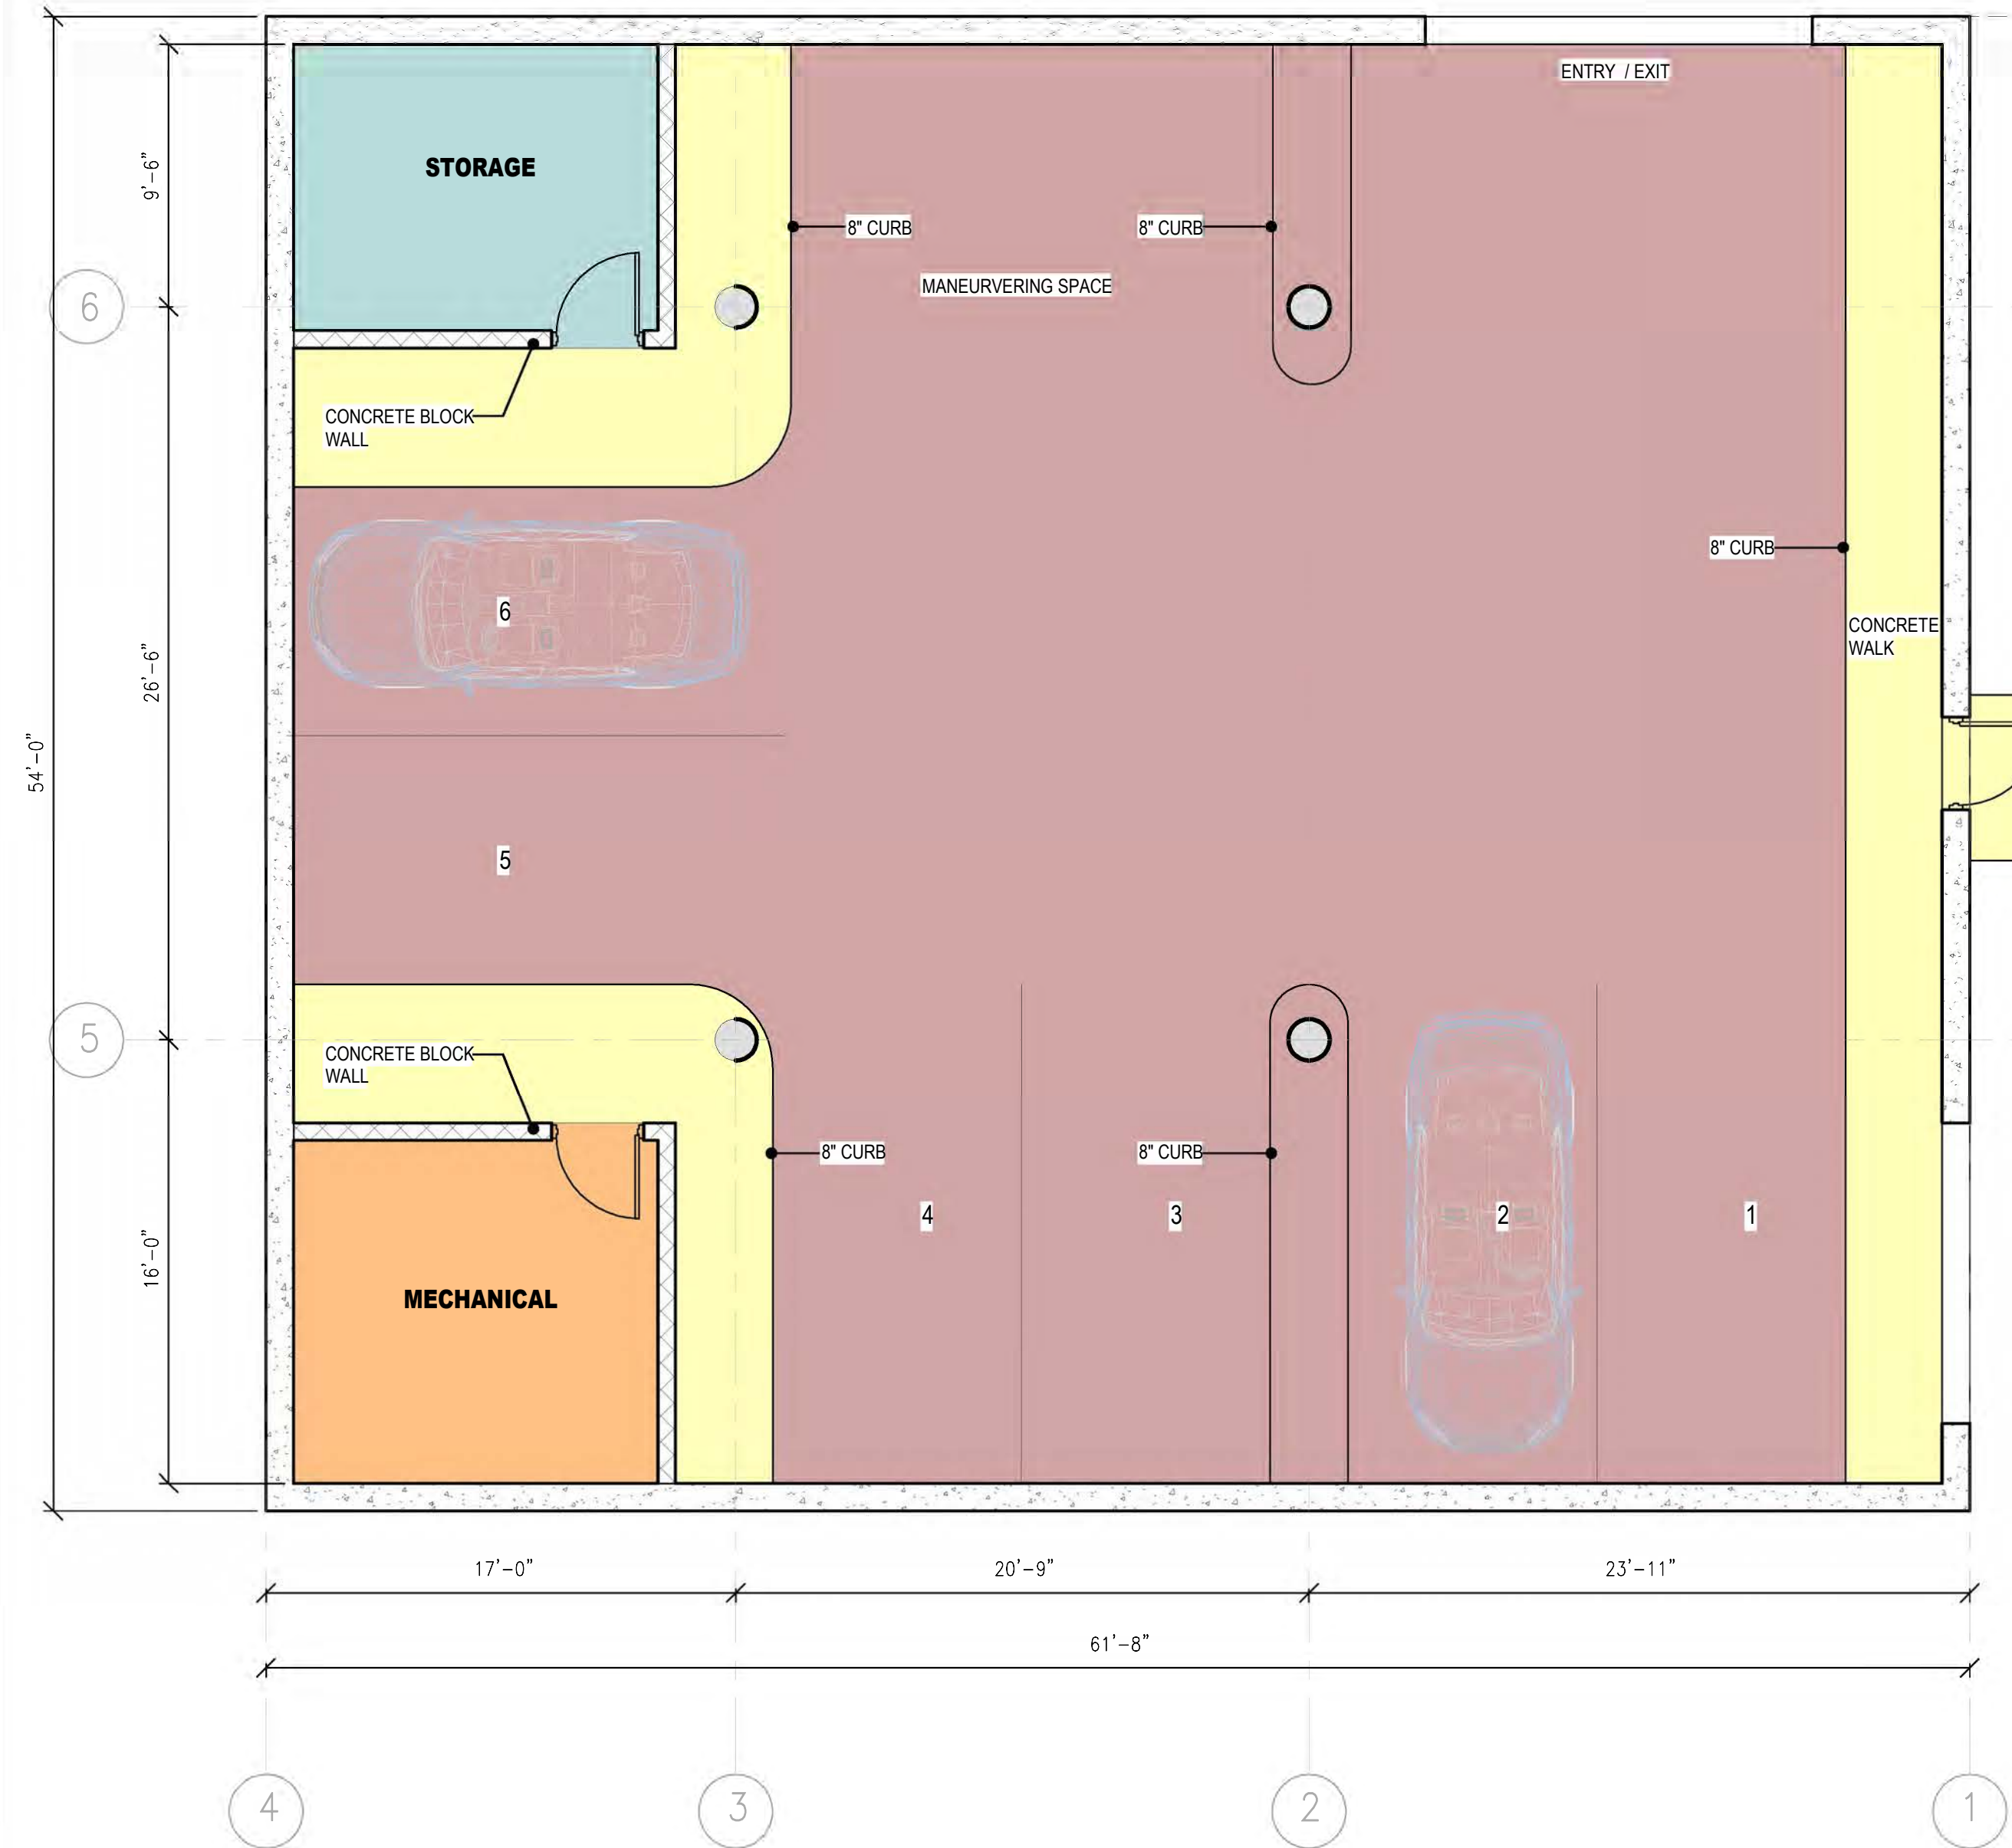 ENTRY / EXIT
STORAGE
9'-6"
8" CURB
8" CURB
MANEURVERING SPACE
6
CONCRETE BLOCK
WALL
8" CURB
6
CONCRETE
WALK
26'-6"
54'-0"
5
5
CONCRETE BLOCK
WALL
8" CURB
8" CURB
4
3
2
1
16'-0"
MECHANICAL
17'-0"
20'-9"
23'-11"
61'-8"
4
3
2
1